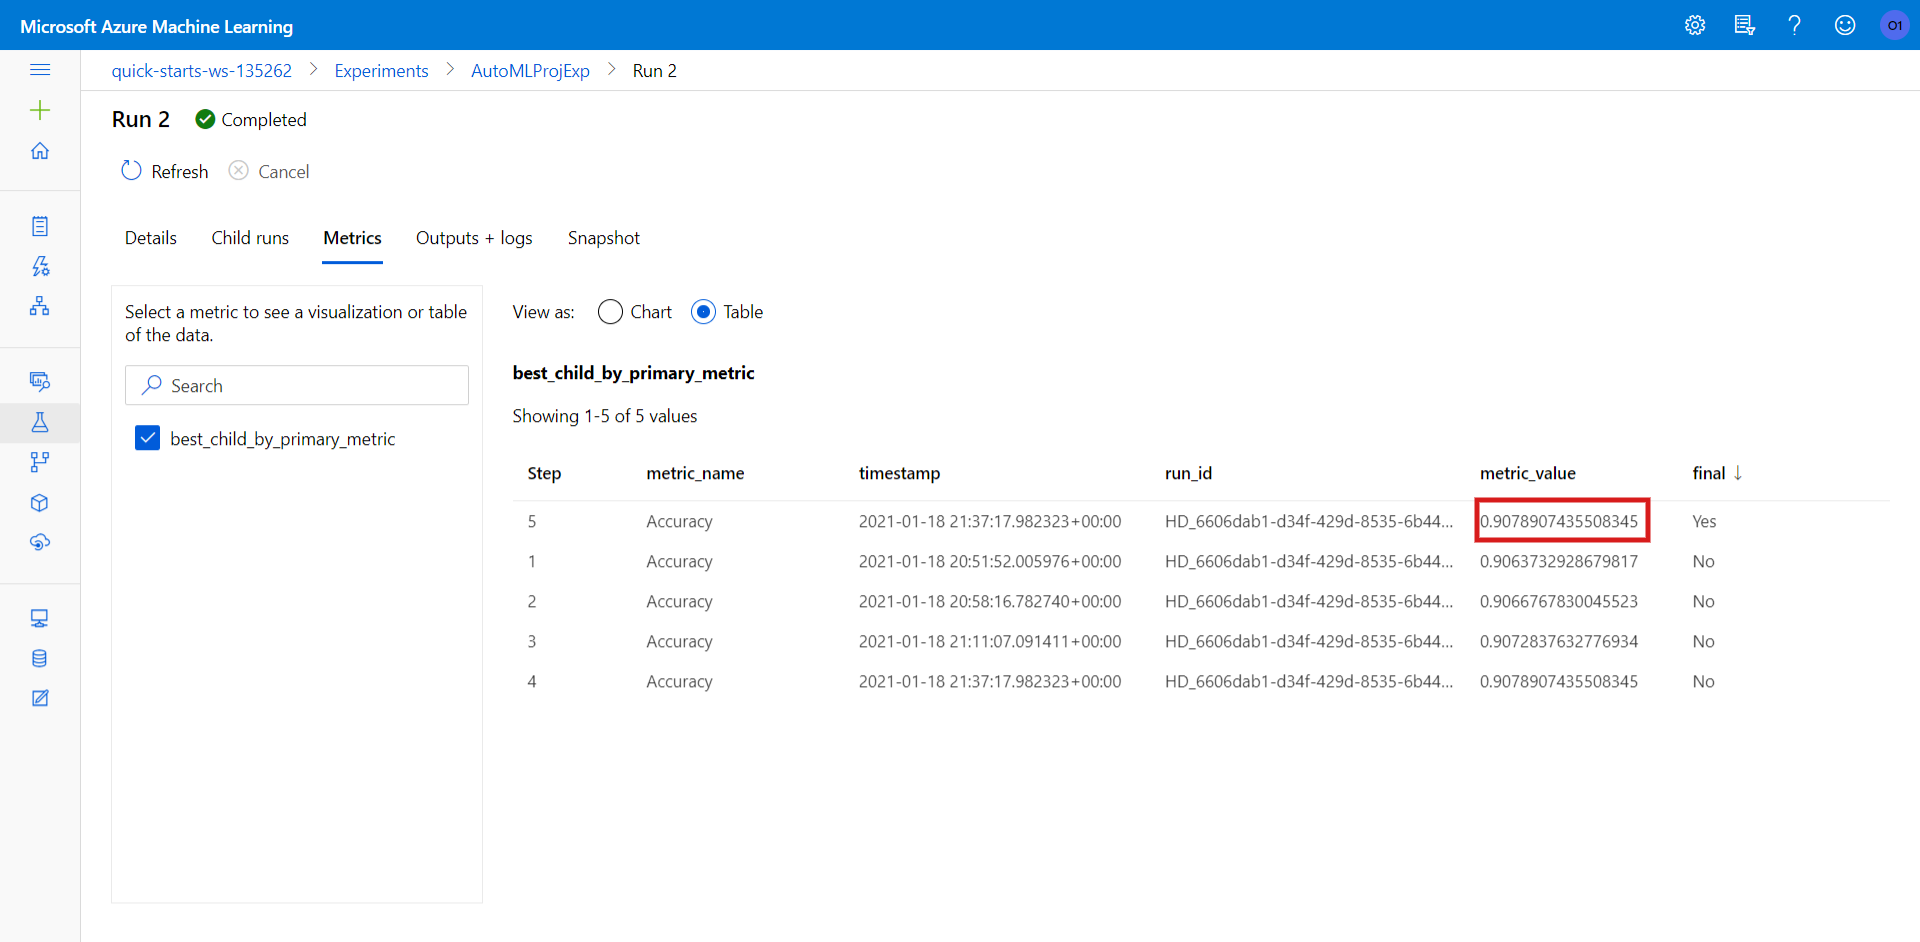 Microsoft Azure Machine Learning
O1
quick-starts-ws-135262 > Experiments > AutoMLProjExp > Run 2
Run 2 Completed
Refresh Cancel
Details Child runs Metrics Outputs + logs Snapshot
Select a metric to see a visualization or table
of the data.
Search
best_child_by_primary_metric
View as: Chart Table
best_child_by_primary_metric
Showing 1-5 of 5 values
Step metric_name timestamp run_id metric_value final ↓
5 Accuracy 2021-01-18 21:37:17.982323+00:00 HD_6606dab1-d34f-429d-8535-6b44... 0.9078907435508345 Yes
1 Accuracy 2021-01-18 20:51:52.005976+00:00 HD_6606dab1-d34f-429d-8535-6b44... 0.9063732928679817 No
2 Accuracy 2021-01-18 20:58:16.782740+00:00 HD_6606dab1-d34f-429d-8535-6b44... 0.9066767830045523 No
3 Accuracy 2021-01-18 21:11:07.091411+00:00 HD_6606dab1-d34f-429d-8535-6b44... 0.9072837632776934 No
4 Accuracy 2021-01-18 21:37:17.982323+00:00 HD_6606dab1-d34f-429d-8535-6b44... 0.9078907435508345 No